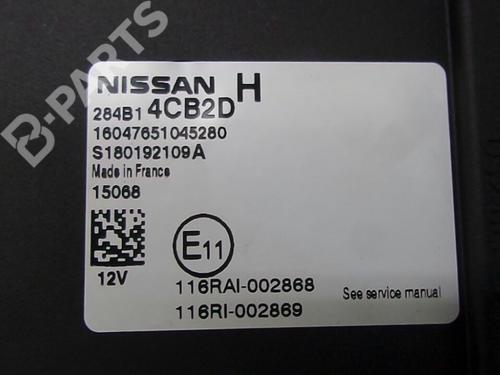 B-PARTS
NISSAN H
284B1 4CB2D
16047651045280
S180192109A
Made in France
15068
E11
12V
116RAI-002868
116RI-002869
See service manual